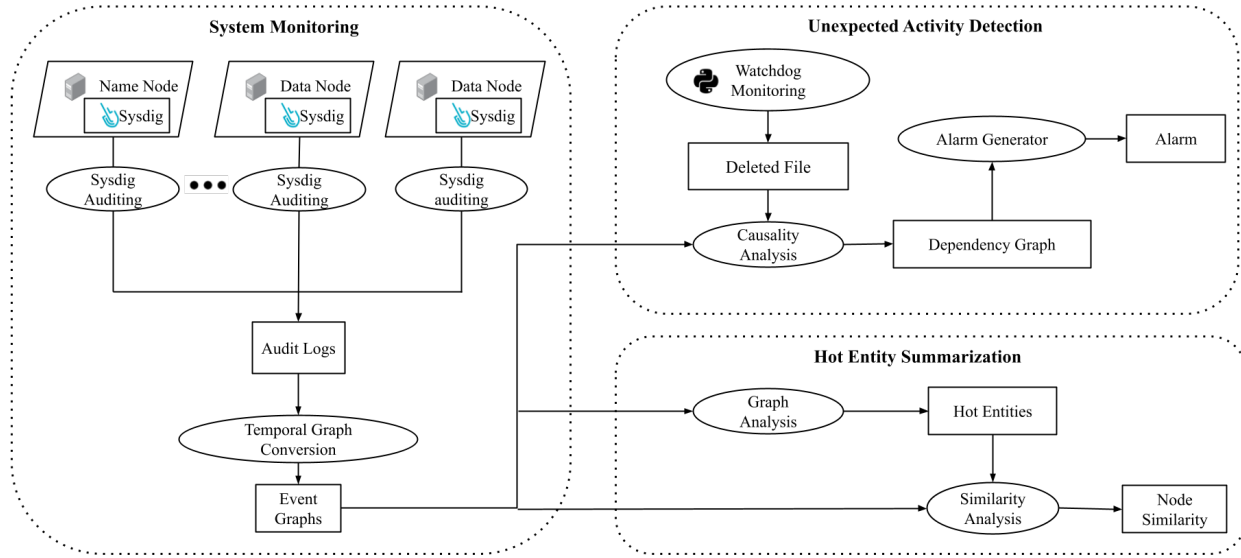 System Monitoring
Name Node
Sysdig
Data Node
Sysdig
Data Node
Sysdig
Sysdig
Auditing
Sysdig
Auditing
Sysdig
auditing
Audit Logs
Temporal Graph
Conversion
Event
Graphs
Unexpected Activity Detection
Watchdog
Monitoring
Deleted File
Causality
Analysis
Dependency Graph
Alarm Generator
Alarm
Hot Entity Summarization
Graph
Analysis
Hot Entities
Similarity
Analysis
Node
Similarity